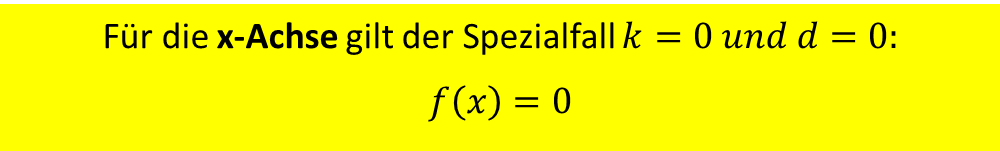 Für die x-Achse gilt der Spezialfall k = 0 und d = 0:
f(x) = 0